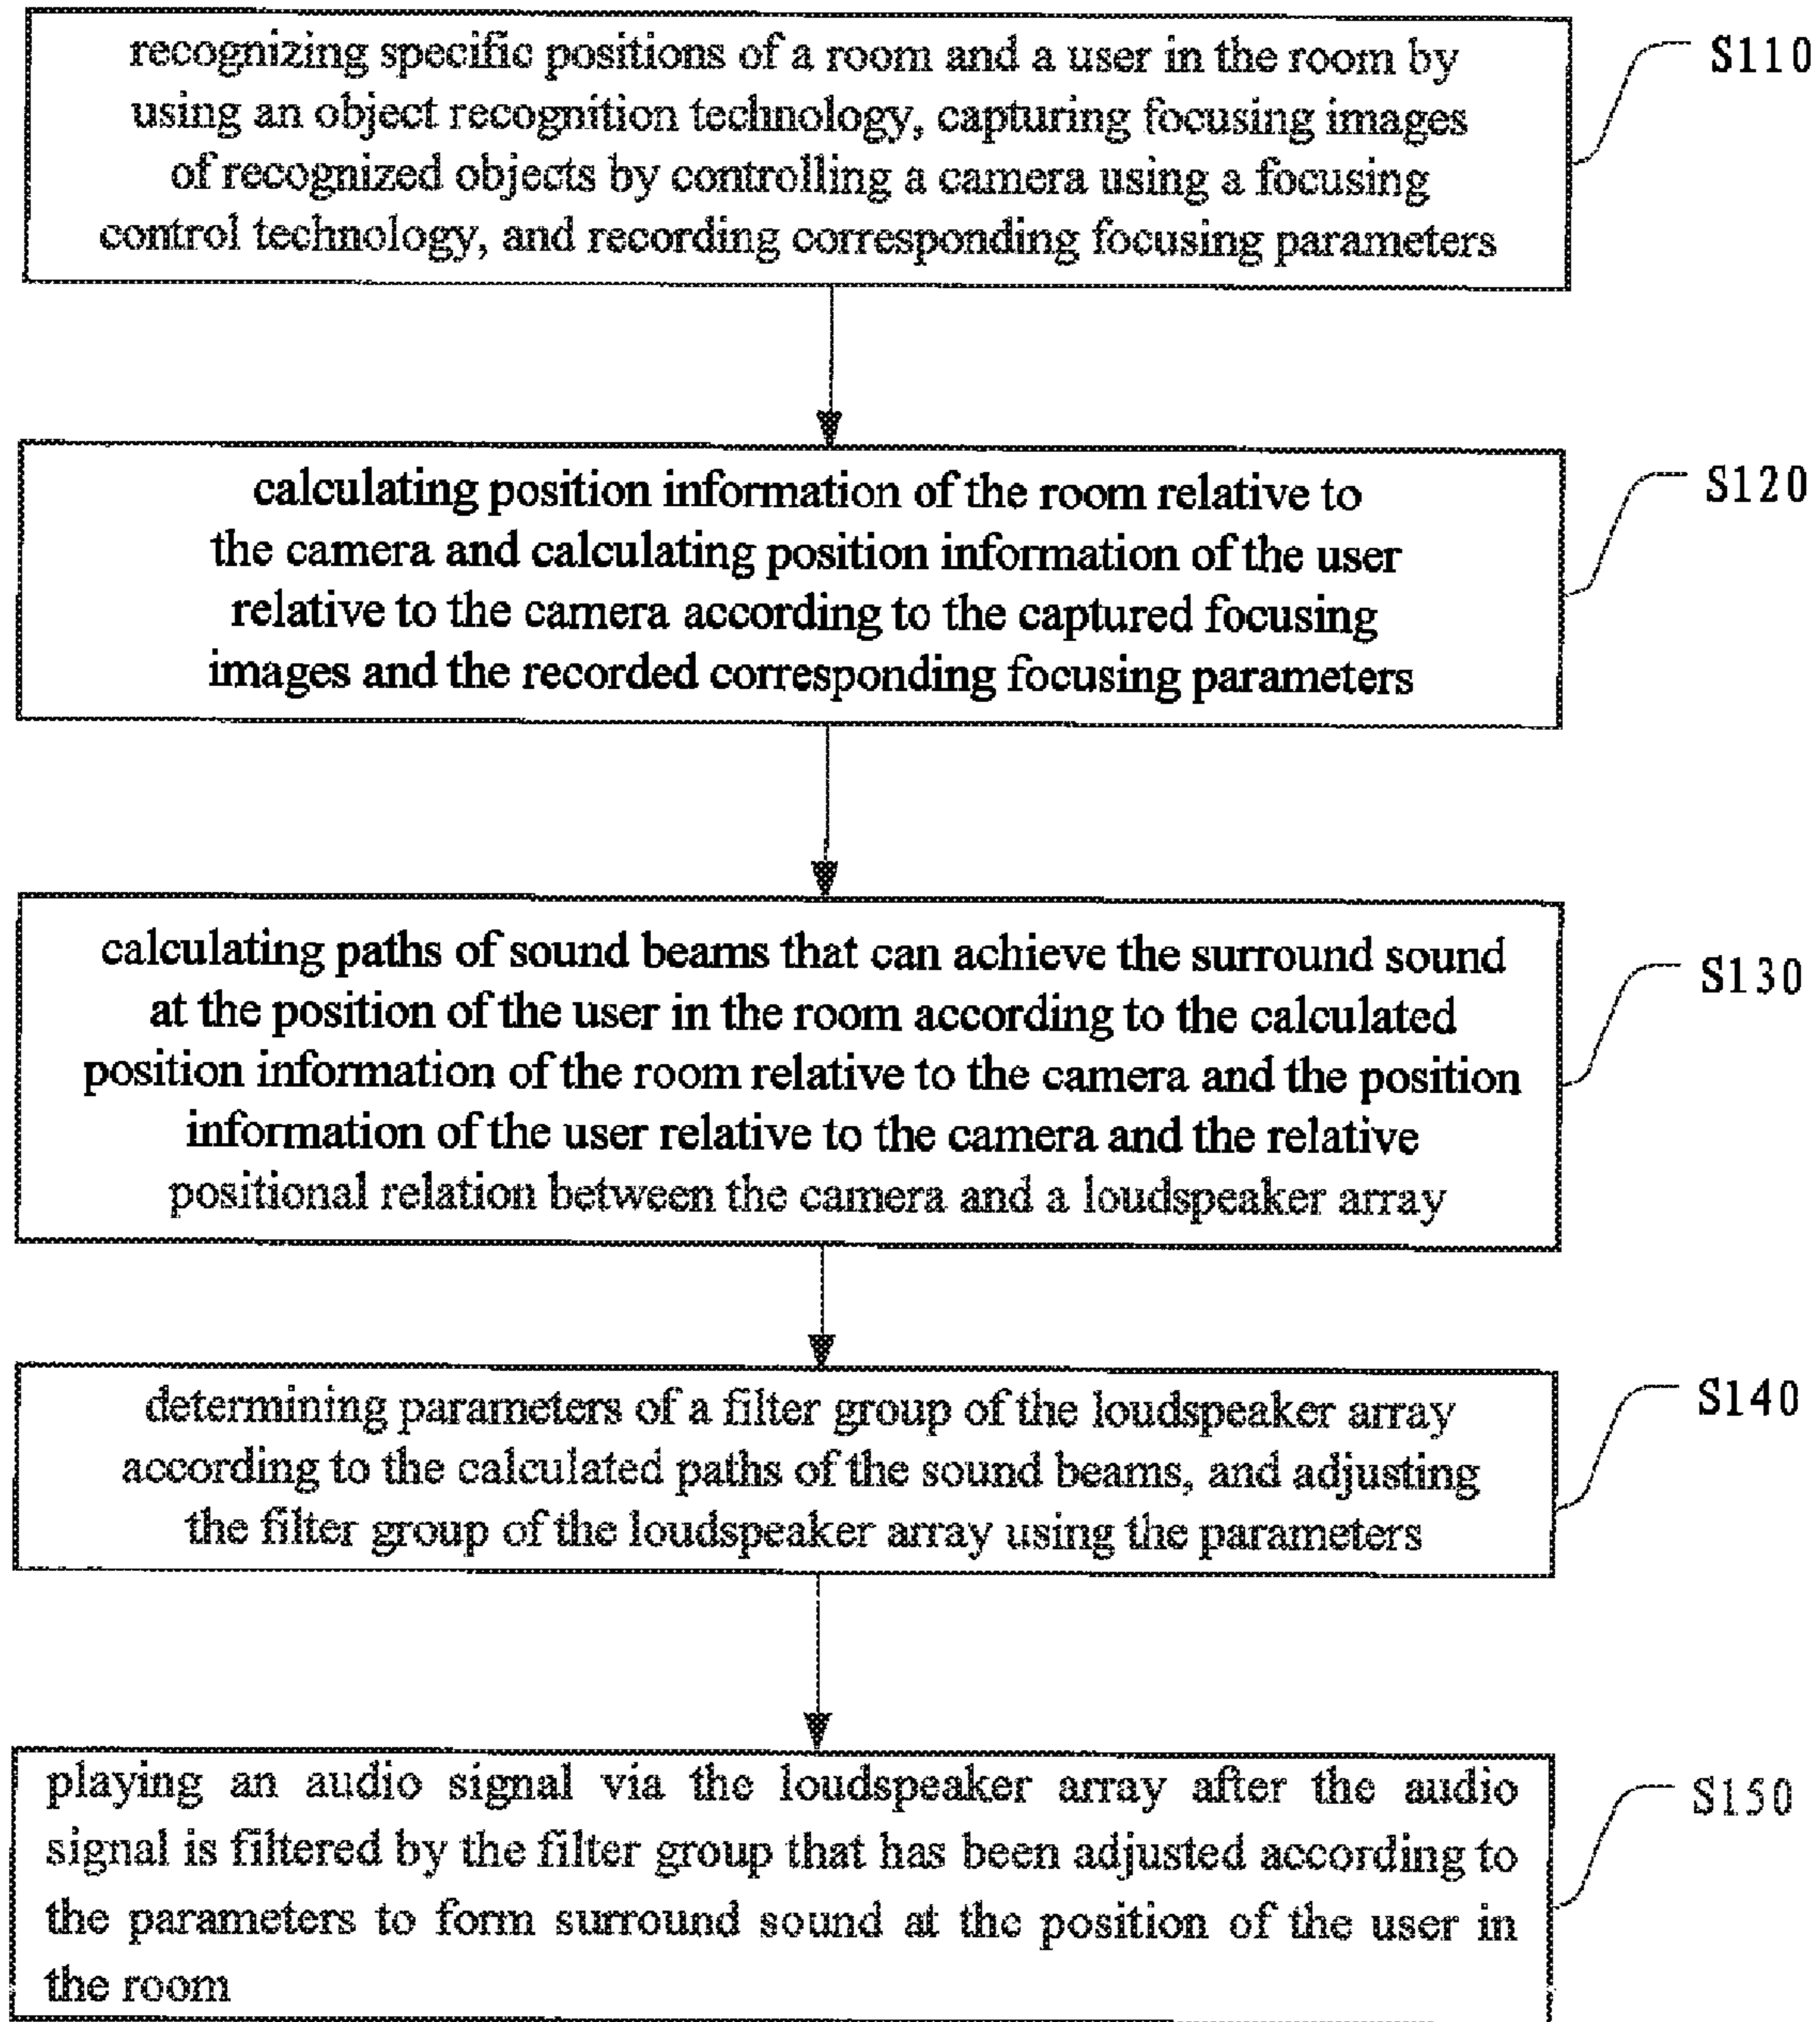 recognizing specific positions of a room and a user in the room by
using an object recognition technology, capturing focusing images
of recognized objects by controlling a camera using a focusing
control technology, and recording corresponding focusing parameters
S110
calculating position information of the room relative to
the camera and calculating position information of the user
relative to the camera according to the captured focusing
images and the recorded corresponding focusing parameters
S120
calculating paths of sound beams that can achieve the surround sound
at the position of the user in the room according to the calculated
position information of the room relative to the camera and the position
information of the user relative to the camera and the relative
positional relation between the camera and a loudspeaker array
S130
determining parameters of a filter group of the loudspeaker array
according to the calculated paths of the sound beams, and adjusting
the filter group of the loudspeaker array using the parameters
S140
playing an audio signal via the loudspeaker array after the audio
signal is filtered by the filter group that has been adjusted according to
the parameters to form surround sound at the position of the user in
the room
S150